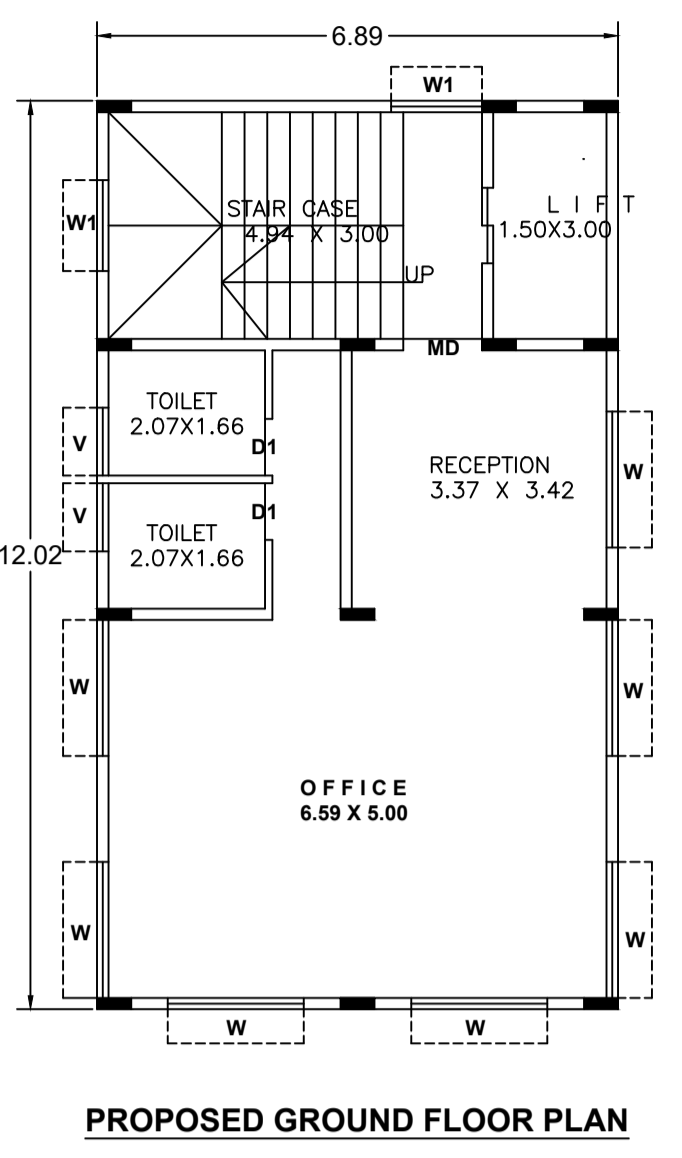 6.89
W1
W1
STAIR CASE
4.94 X 3.00
L I F T
1.50X3.00
UP
MD
TOILET
2.07X1.66
V
D1
RECEPTION
3.37 X 3.42
W
V
D1
TOILET
2.07X1.66
12.02
W
W
OFFICE
6.59 X 5.00
W
W
W
W
PROPOSED GROUND FLOOR PLAN